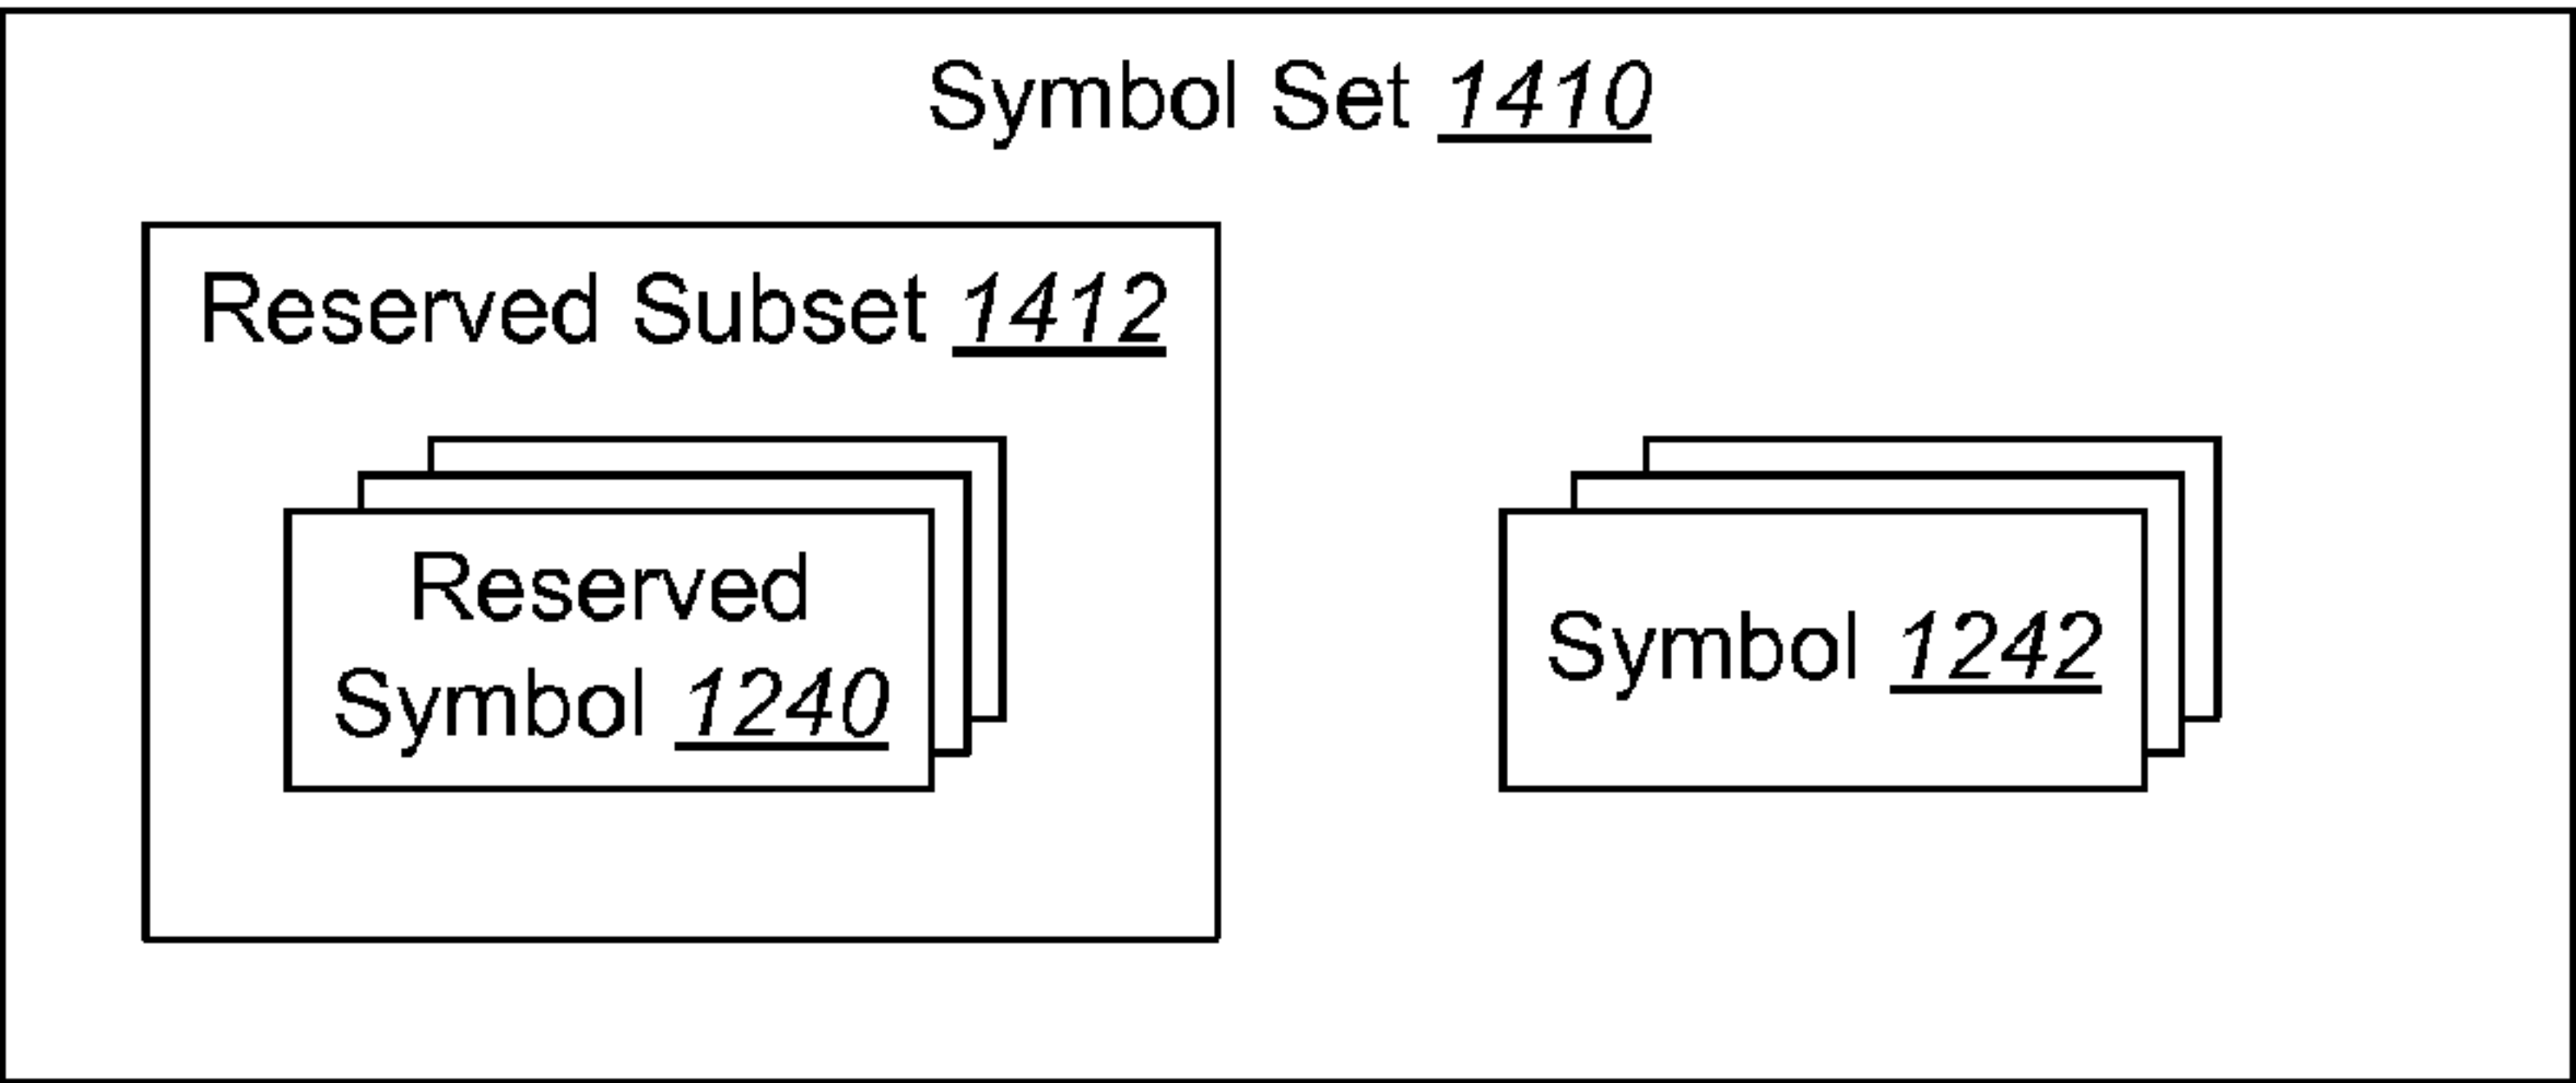 Symbol Set 1410
Reserved Subset 1412
Reserved
Symbol 1240
Symbol 1242